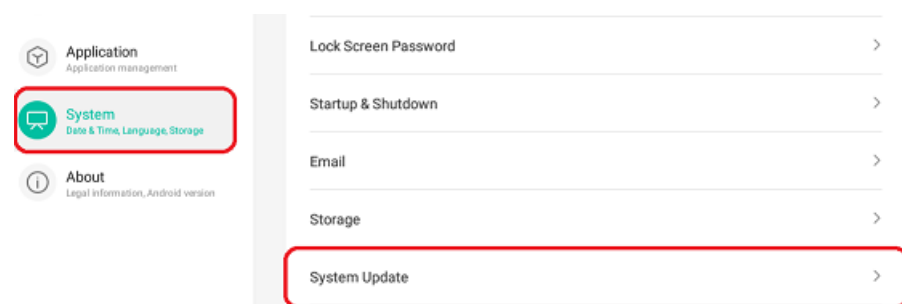 Application
Application management
System
Date & Time, Language, Storage
About
Legal information, Android version
Lock Screen Password
Startup & Shutdown
Email
Storage
System Update